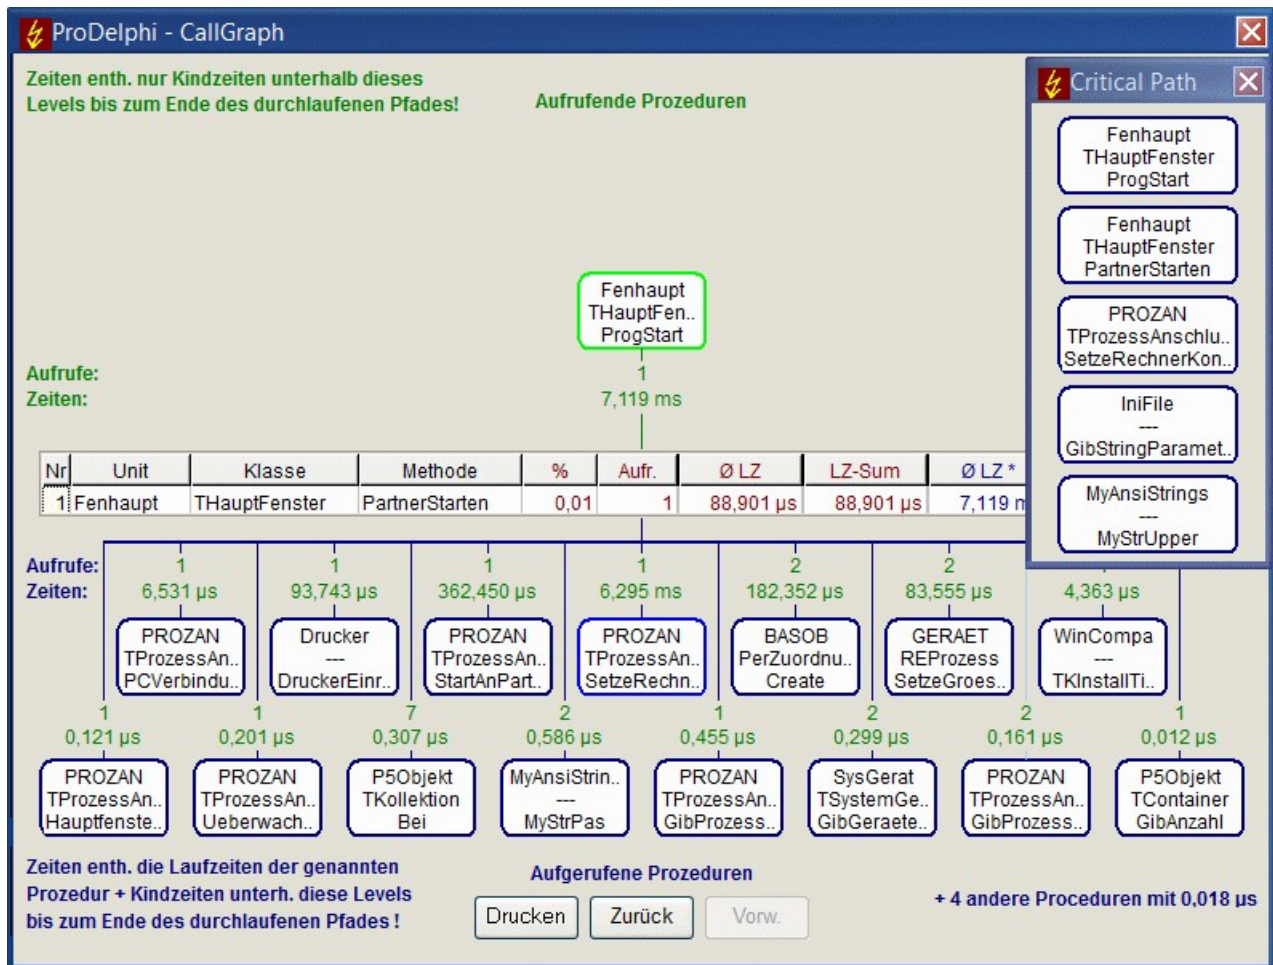 ProDelphi - CallGraph
Zeiten enth. nur Kindzeiten unterhalb dieses
Levels bis zum Ende des durchlaufenen Pfades!
Aufrufende Prozeduren
Critical Path
Fenhaupt
THauptFenster
ProgStart
Fenhaupt
THauptFenster
PartnerStarten
PROZAN
TProzessAnschlu..
SetzeRechnerKon..
IniFile
---
GibStringParamet..
MyAnsiStrings
---
MyStrUpper
Fenhaupt
THauptFen..
ProgStart
Aufrufe: 1
Zeiten: 7,119 ms
Nr Unit Klasse Methode % Aufr. Ø LZ LZ-Sum Ø LZ *
1 Fenhaupt THauptFenster PartnerStarten 0,01 1 88,901 µs 88,901 µs 7,119 m
Aufrufe: 1 1 1 1 2 2
Zeiten: 6,531 µs 93,743 µs 362,450 µs 6,295 ms 182,352 µs 83,555 µs 4,363 µs
PROZAN Drucker PROZAN PROZAN BASOB GERAET WinCompa
TProzessAn.. --- TProzessAn.. TProzessAn.. PerZuordnu.. REProzess ---
PCVerbindu.. DruckerEinr.. StartAnPart.. SetzeRechn.. Create SetzeGroes.. TKInstallTi..
1 1 7 2 1 2 2 1
0,121 µs 0,201 µs 0,307 µs 0,586 µs 0,455 µs 0,299 µs 0,161 µs 0,012 µs
PROZAN PROZAN P5Objekt MyAnsiStrin.. PROZAN SysGerat PROZAN P5Objekt
TProzessAn.. TProzessAn.. TKollektion --- TProzessAn.. TSystemGe.. TProzessAn.. TContainer
Hauptfenste.. Ueberwach.. Bei MyStrPas GibProzess.. GibGeraete.. GibProzess.. GibAnzahl
Zeiten enth. die Laufzeiten der genannten
Prozedur + Kindzeiten unterh. diese Levels
bis zum Ende des durchlaufenen Pfades !
Aufgerufene Prozeduren
Drucken Zurück Vorw.
+ 4 andere Proceduren mit 0,018 µs